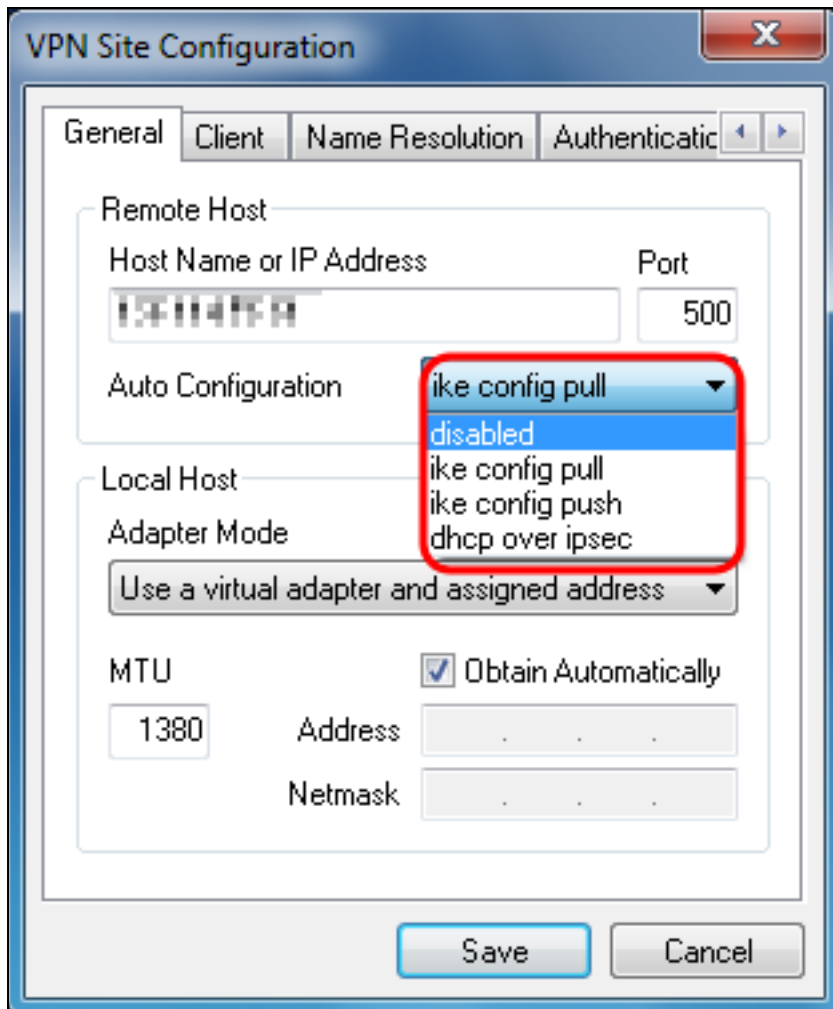 VPN Site Configuration
General Client Name Resolution Authenticatic
Remote Host
Host Name or IP Address Port
500
Auto Configuration ike config pull
disabled
ike config pull
ike config push
dhcp over ipsec
Local Host
Adapter Mode
Use a virtual adapter and assigned address
MTU Obtain Automatically
1380 Address . . .
Netmask . . .
Save Cancel